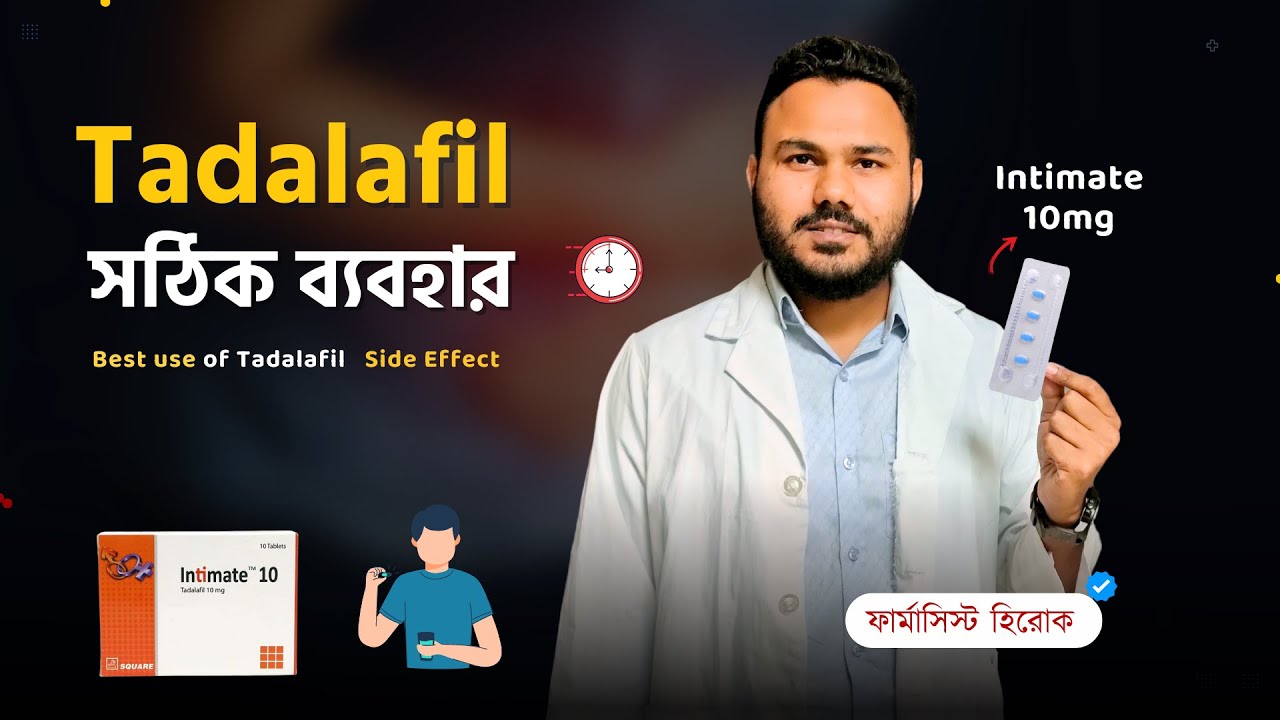 Tadalafil
সঠিক ব্যবহার
Best use of Tadalafil Side Effect
Intimate
10mg
10 Tablets
Intimate™ 10
Tadalafil 10 mg
SQUARE
ফার্মাসিস্ট হিরোক